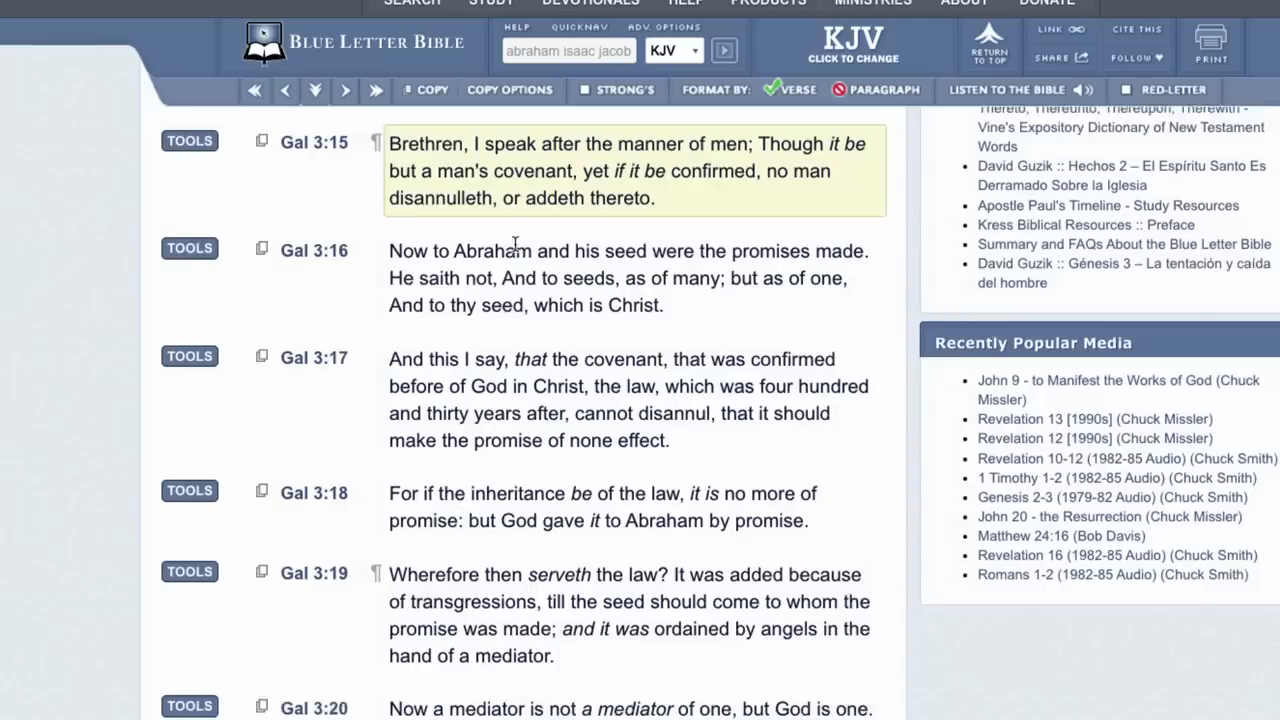 SEARCH STUDY DEVOTIONALS HELP PRODUCTS MINISTRIES ABOUT DONATE
BLUE LETTER BIBLE
HELP QUICKNAV ADV. OPTIONS
abraham isaac jacob KJV
KJV
CLICK TO CHANGE
RETURN
TO TOP
LINK CITE THIS
SHARE FOLLOW
PRINT
COPY COPY OPTIONS STRONG'S FORMAT BY: VERSE PARAGRAPH LISTEN TO THE BIBLE RED-LETTER
TOOLS Gal 3:15 ¶ Brethren, I speak after the manner of men; Though it be
but a man's covenant, yet if it be confirmed, no man
disannulleth, or addeth thereto.
TOOLS Gal 3:16 Now to Abraham and his seed were the promises made.
He saith not, And to seeds, as of many; but as of one,
And to thy seed, which is Christ.
TOOLS Gal 3:17 And this I say, that the covenant, that was confirmed
before of God in Christ, the law, which was four hundred
and thirty years after, cannot disannul, that it should
make the promise of none effect.
TOOLS Gal 3:18 For if the inheritance be of the law, it is no more of
promise: but God gave it to Abraham by promise.
TOOLS Gal 3:19 ¶ Wherefore then serveth the law? It was added because
of transgressions, till the seed should come to whom the
promise was made; and it was ordained by angels in the
hand of a mediator.
TOOLS Gal 3:20 Now a mediator is not a mediator of one, but God is one.
Thereto, Thereunto, Thereupon, Therewith -
Vine's Expository Dictionary of New Testament
Words
David Guzik :: Hechos 2 – El Espíritu Santo Es
Derramado Sobre la Iglesia
Apostle Paul's Timeline - Study Resources
Kress Biblical Resources :: Preface
Summary and FAQs About the Blue Letter Bible
David Guzik :: Génesis 3 – La tentación y caída
del hombre
Recently Popular Media
John 9 - to Manifest the Works of God (Chuck
Missler)
Revelation 13 [1990s] (Chuck Missler)
Revelation 12 [1990s] (Chuck Missler)
Revelation 10-12 (1982-85 Audio) (Chuck Smith)
1 Timothy 1-2 (1982-85 Audio) (Chuck Smith)
Genesis 2-3 (1979-82 Audio) (Chuck Smith)
John 20 - the Resurrection (Chuck Missler)
Matthew 24:16 (Bob Davis)
Revelation 16 (1982-85 Audio) (Chuck Smith)
Romans 1-2 (1982-85 Audio) (Chuck Smith)